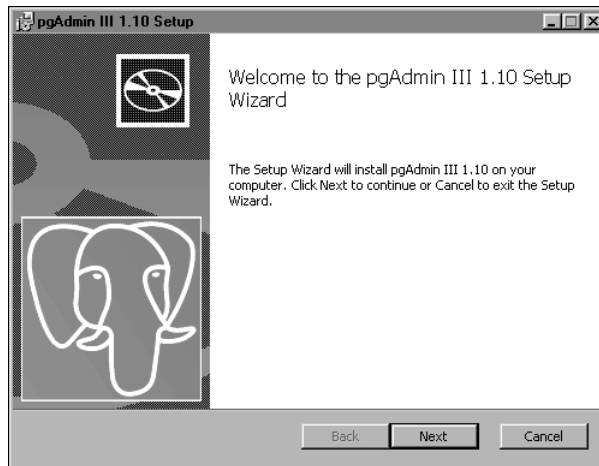 pgAdmin III 1.10 Setup
Welcome to the pgAdmin III 1.10 Setup
Wizard
The Setup Wizard will install pgAdmin III 1.10 on your
computer. Click Next to continue or Cancel to exit the Setup
Wizard.
Back Next Cancel